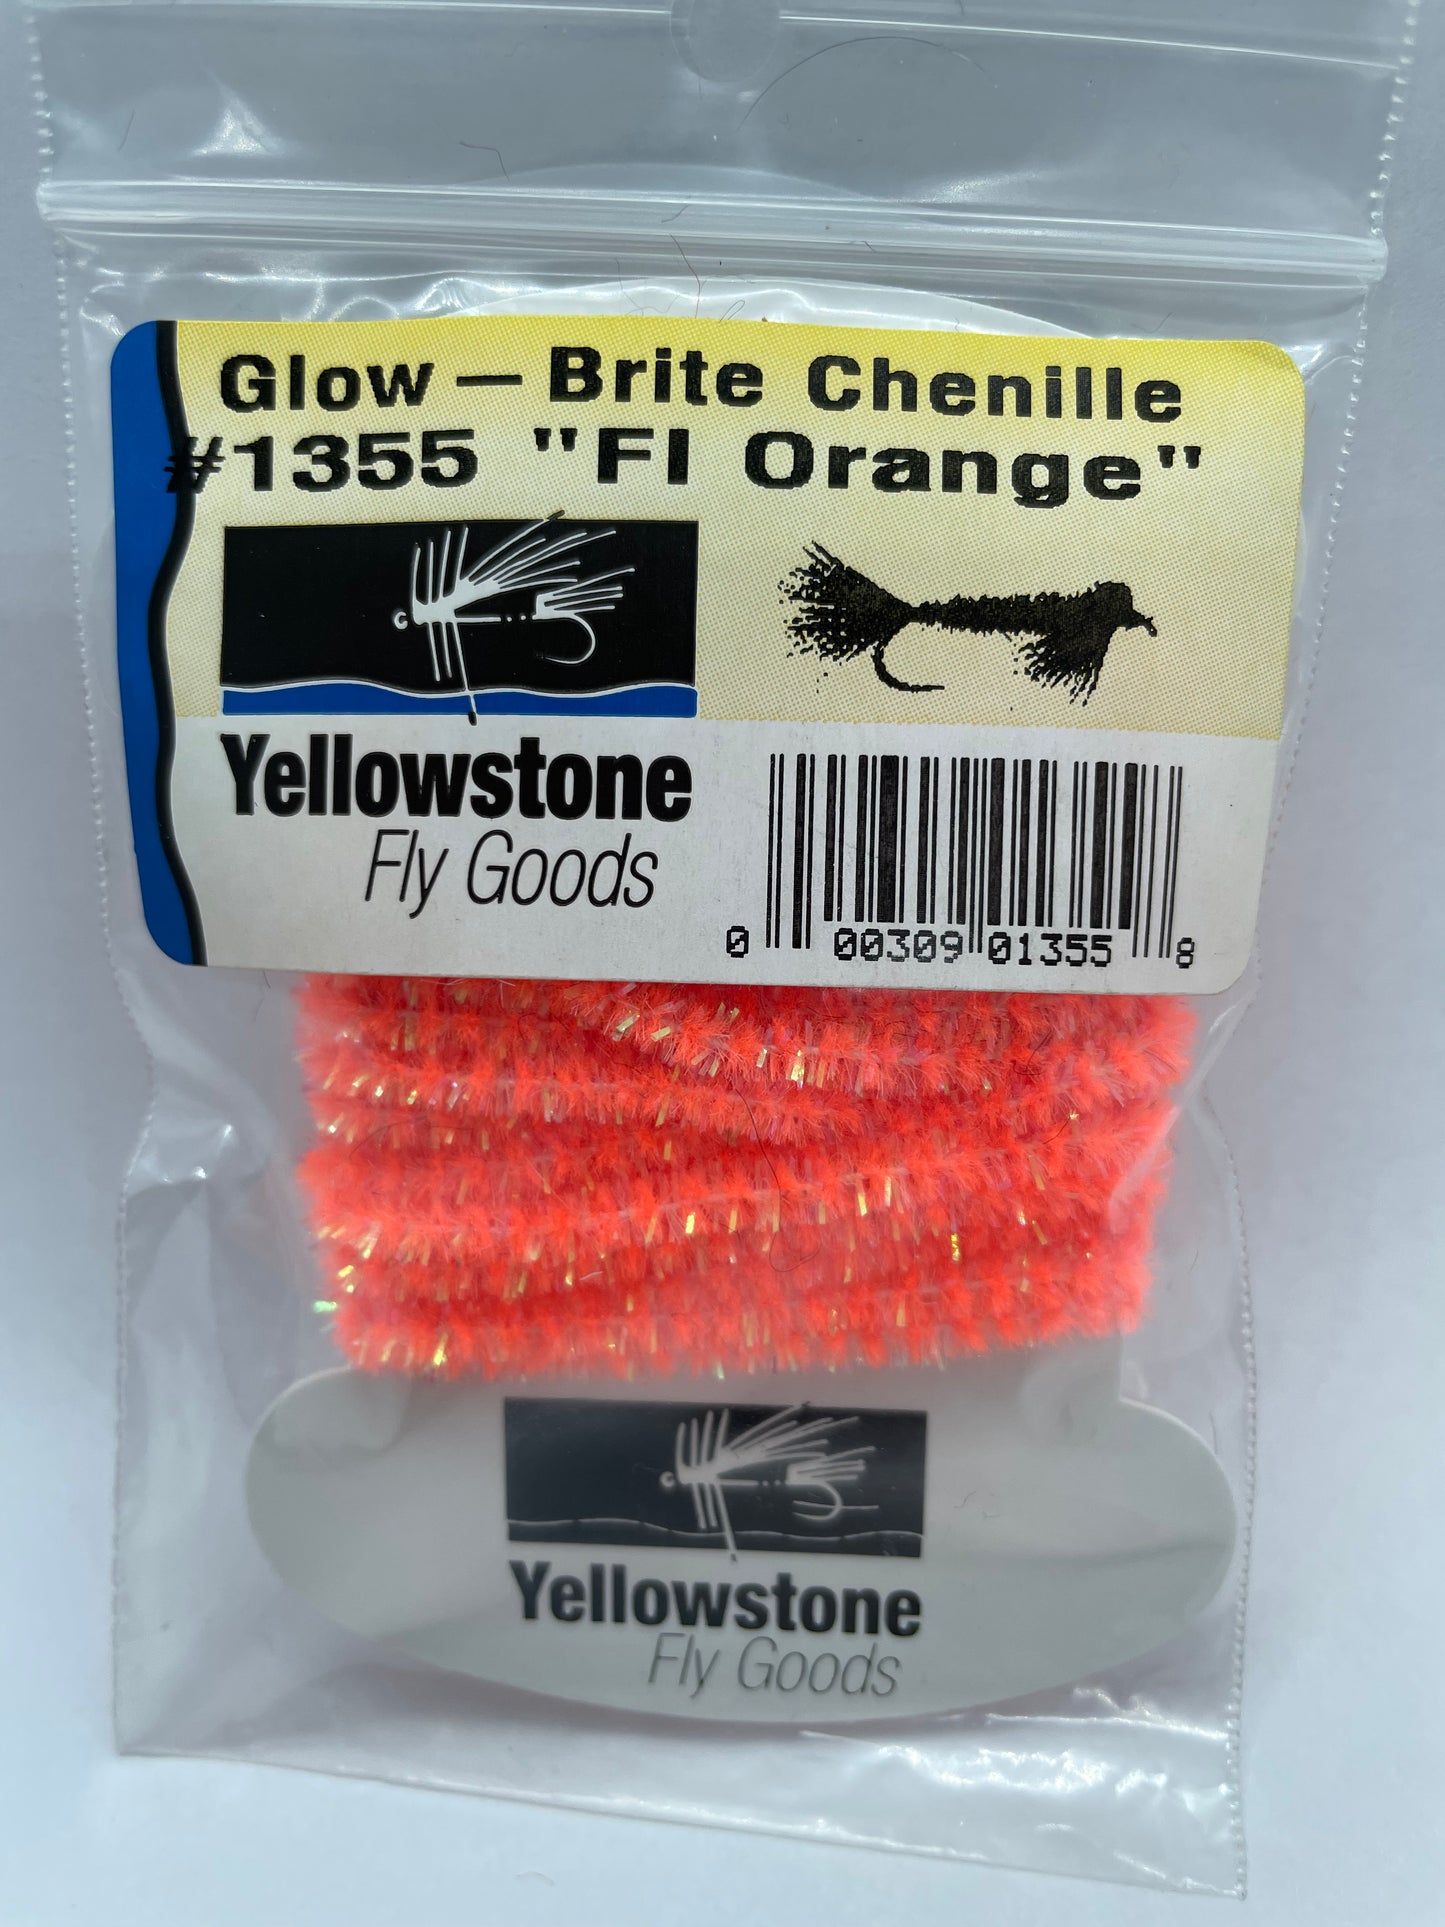 Glow – Brite Chenille
#1355 "Fl Orange"
Yellowstone
Fly Goods
0 00309 01355 8
Yellowstone
Fly Goods